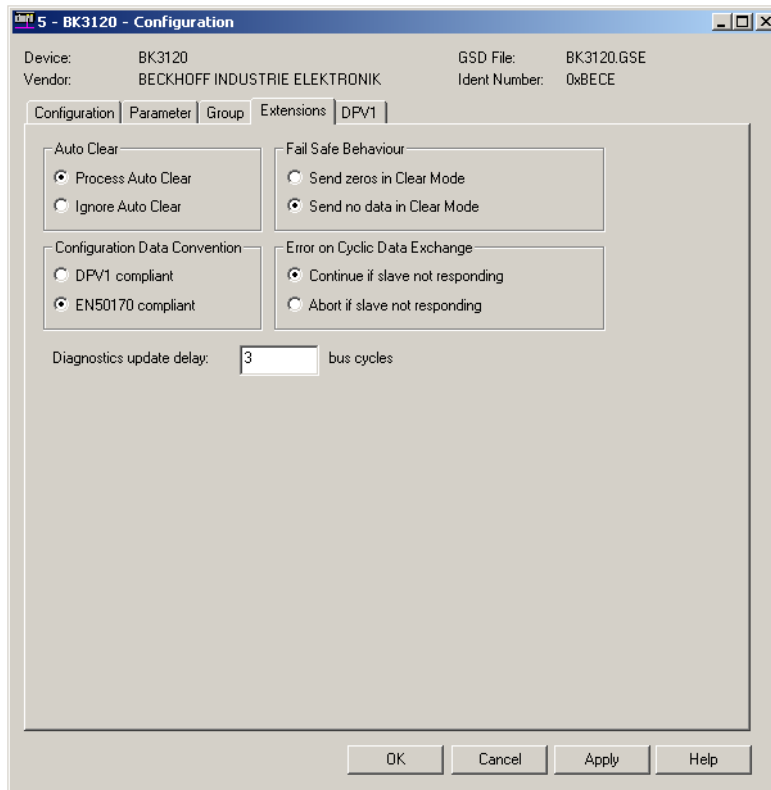 5 - BK3120 - Configuration
Device: BK3120 GSD File: BK3120.GSE
Vendor: BECKHOFF INDUSTRIE ELEKTRONIK Ident Number: 0xBECE
Configuration Parameter Group Extensions DPV1
Auto Clear
Process Auto Clear
Ignore Auto Clear
Fail Safe Behaviour
Send zeros in Clear Mode
Send no data in Clear Mode
Configuration Data Convention
DPV1 compliant
EN50170 compliant
Error on Cyclic Data Exchange
Continue if slave not responding
Abort if slave not responding
Diagnostics update delay: 3 bus cycles
OK Cancel Apply Help